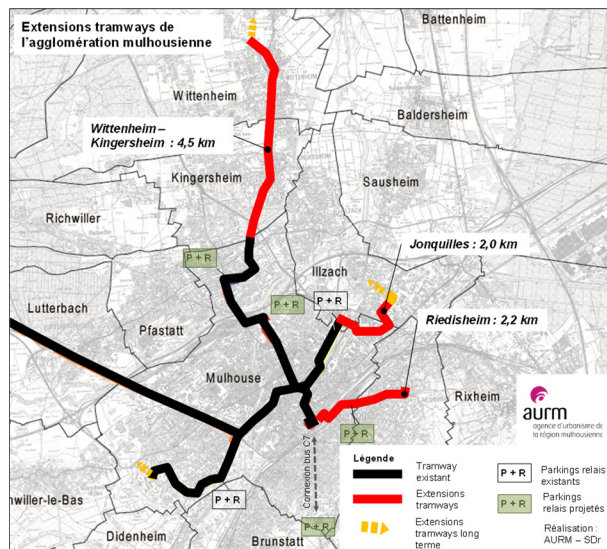 Extensions tramways de
l'agglomération mulhousienne
Battenheim
Wittenheim
Baldersheim
Wittenheim –
Kingersheim : 4,5 km
Kingersheim
Sausheim
Richwiller
Jonquilles : 2,0 km
P + R
Illzach
P + R
P + R
Lutterbach
Pfastatt
Riedisheim : 2,2 km
Mulhouse
Rixheim
aurm
agence d'urbanisme de
la région mulhousienne
P + R
Connexion bus C7
Légende
Tramway
existant
P + R
Parkings relais
existants
Extensions
tramways
P + R
Parkings
relais projetés
Extensions
tramways long
terme
Réalisation :
AURM – SDr
nwiller-le-Bas
P + R
Didenheim
P + R
Brunstatt